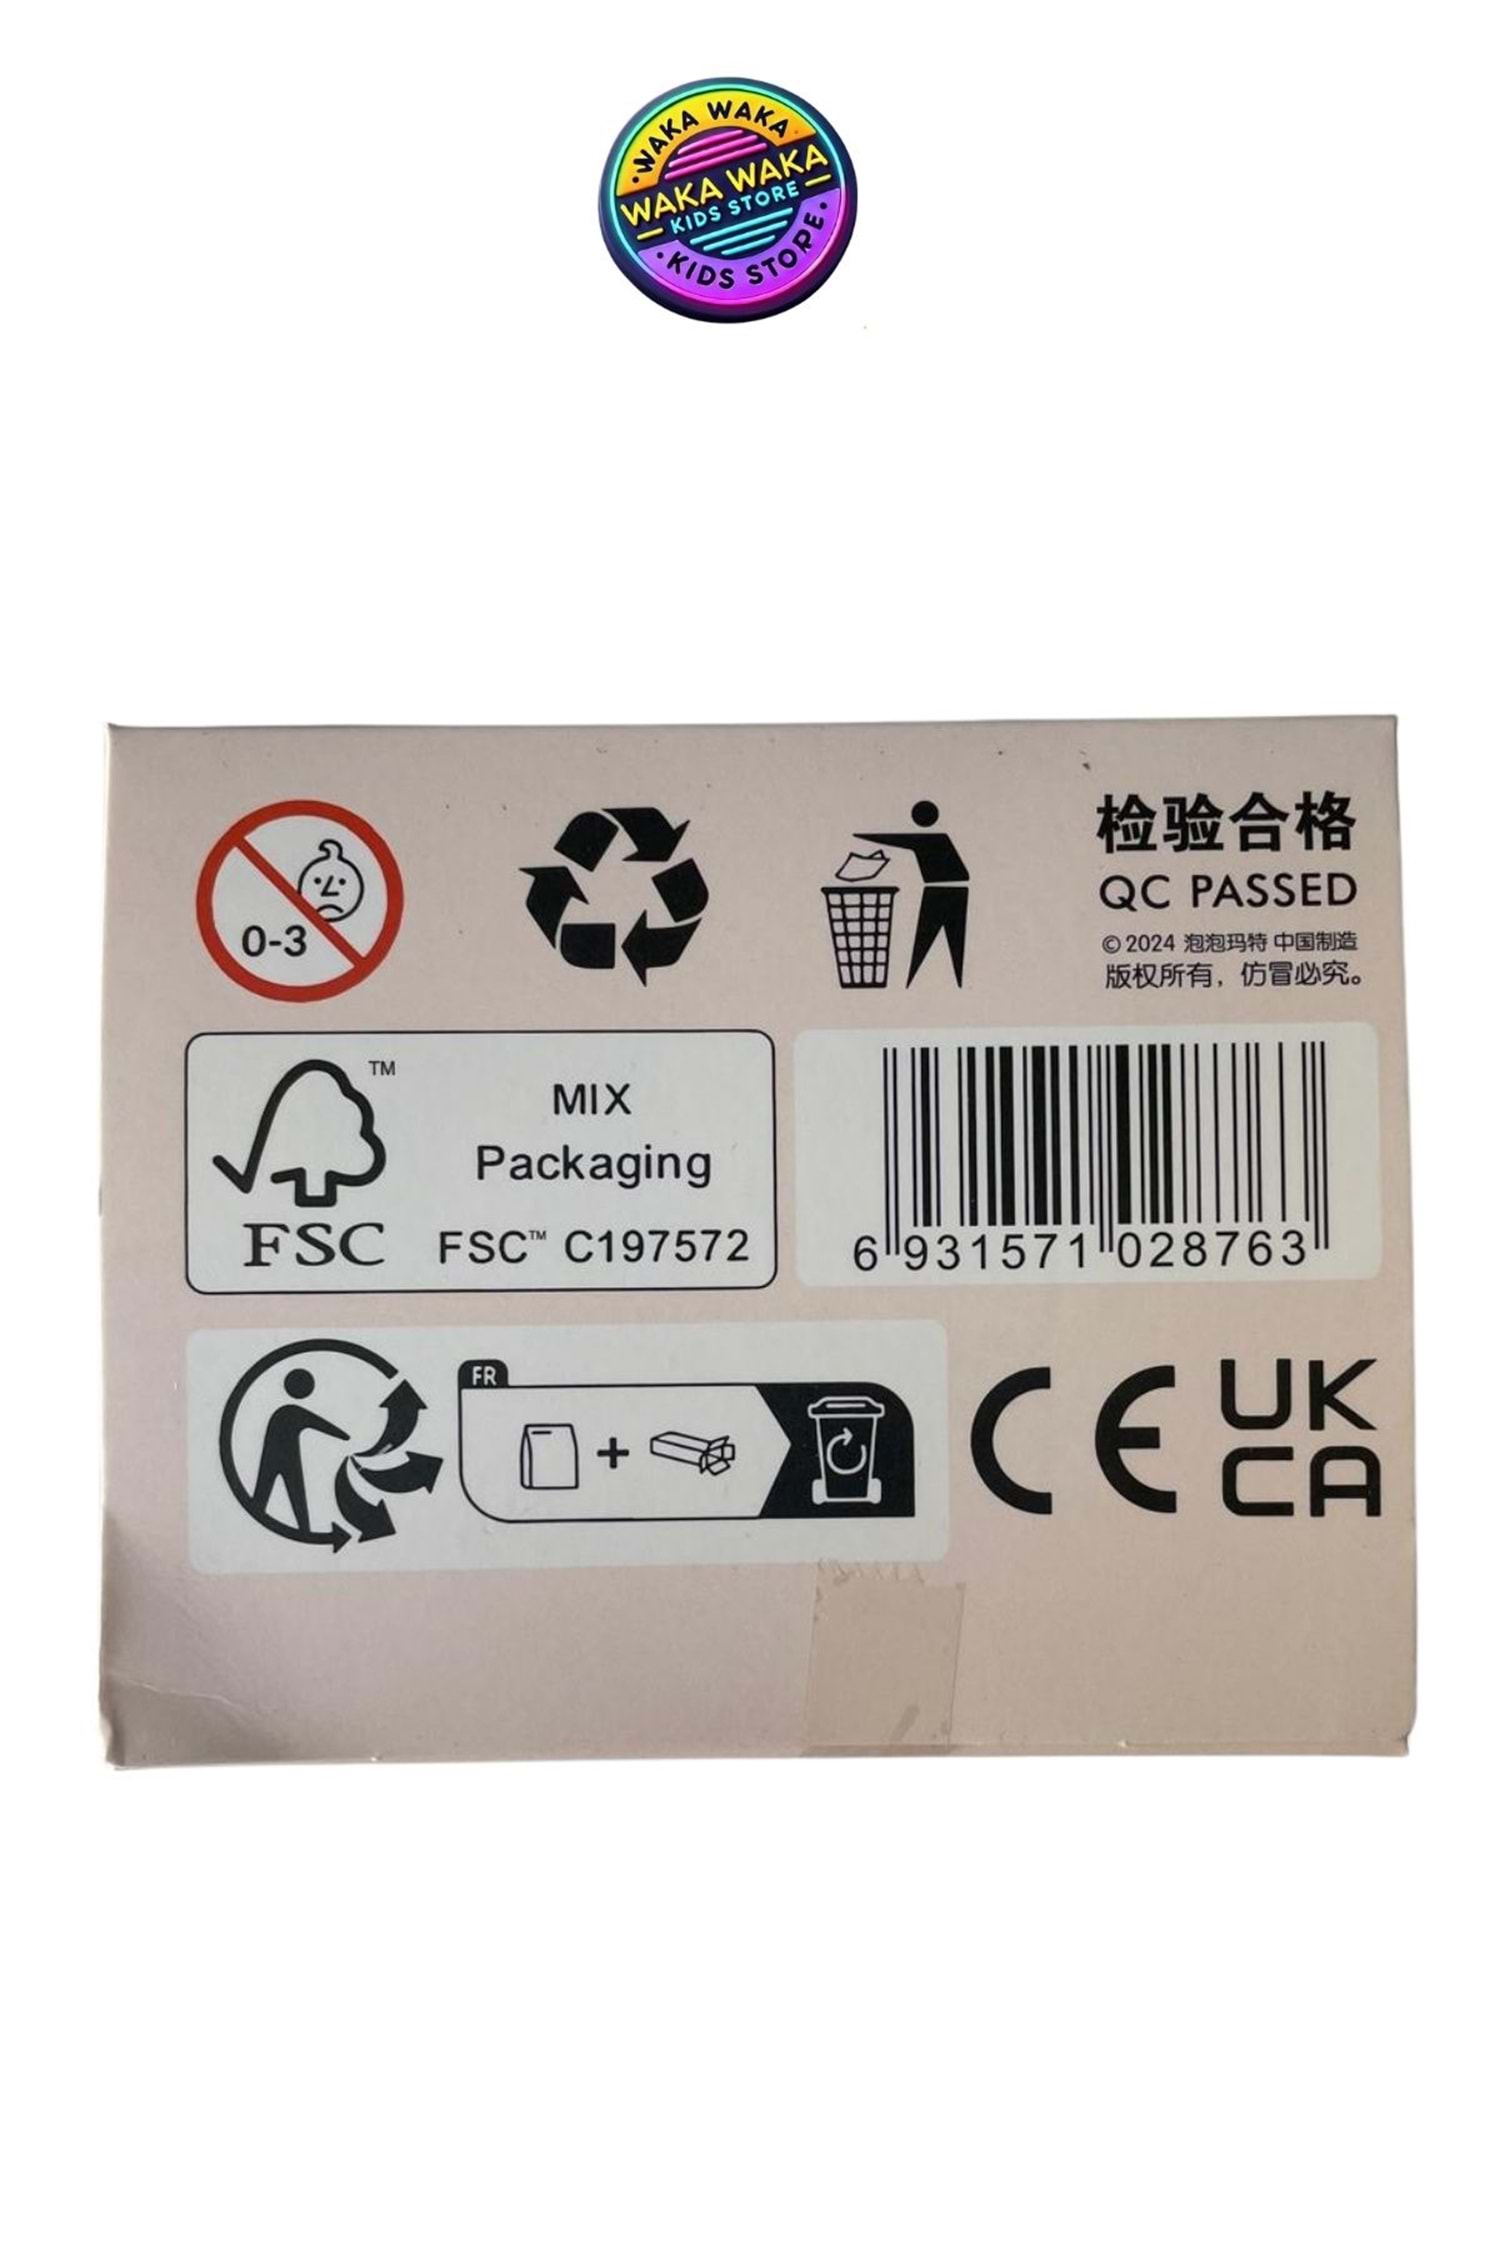 WAKA WAKA
WAKA WAKA
KIDS STORE
KIDS STORE
0-3
检验合格
QC PASSED
© 2024 泡泡玛特 中国制造
版权所有，仿冒必究。
TM
FSC
MIX
Packaging
FSC™ C197572
6 931571 028763
FR
CE
UK
CA